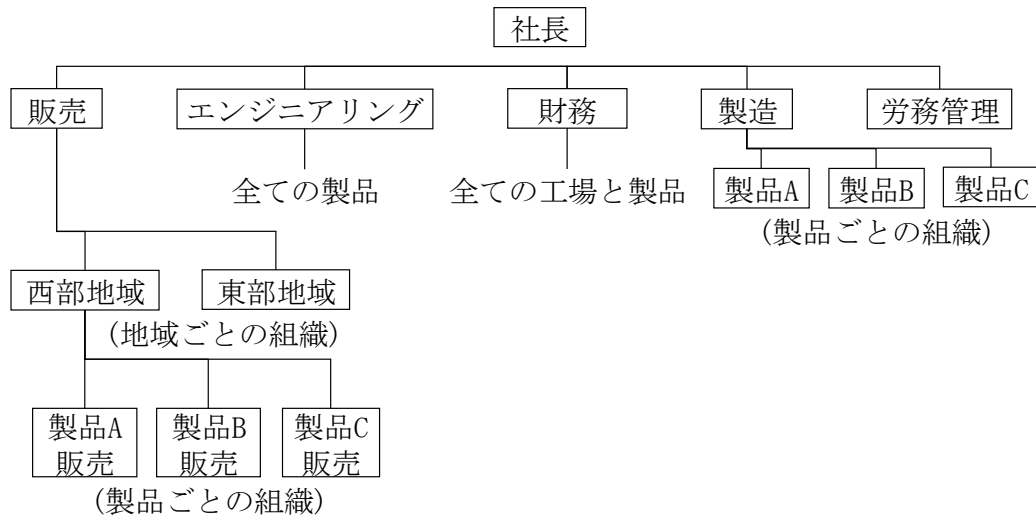 社長
販売
エンジニアリング
財務
製造
労務管理
全ての製品
全ての工場と製品
製品A
製品B
製品C
(製品ごとの組織)
西部地域
東部地域
(地域ごとの組織)
製品A
販売
製品B
販売
製品C
販売
(製品ごとの組織)